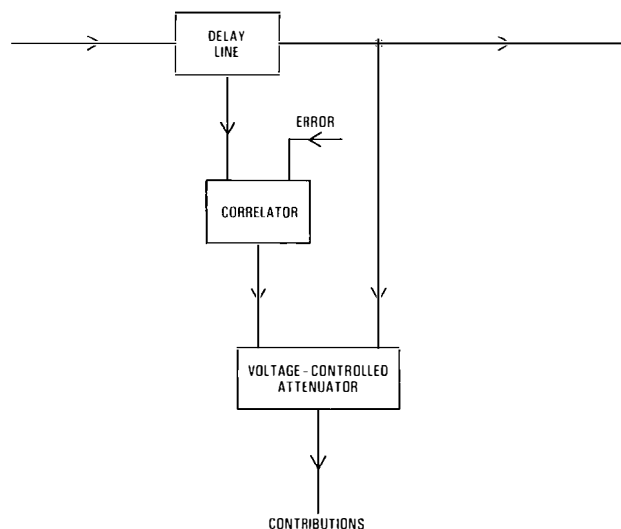 DELAY
LINE
ERROR
CORRELATOR
VOLTAGE-CONTROLLED
ATTENUATOR
CONTRIBUTIONS